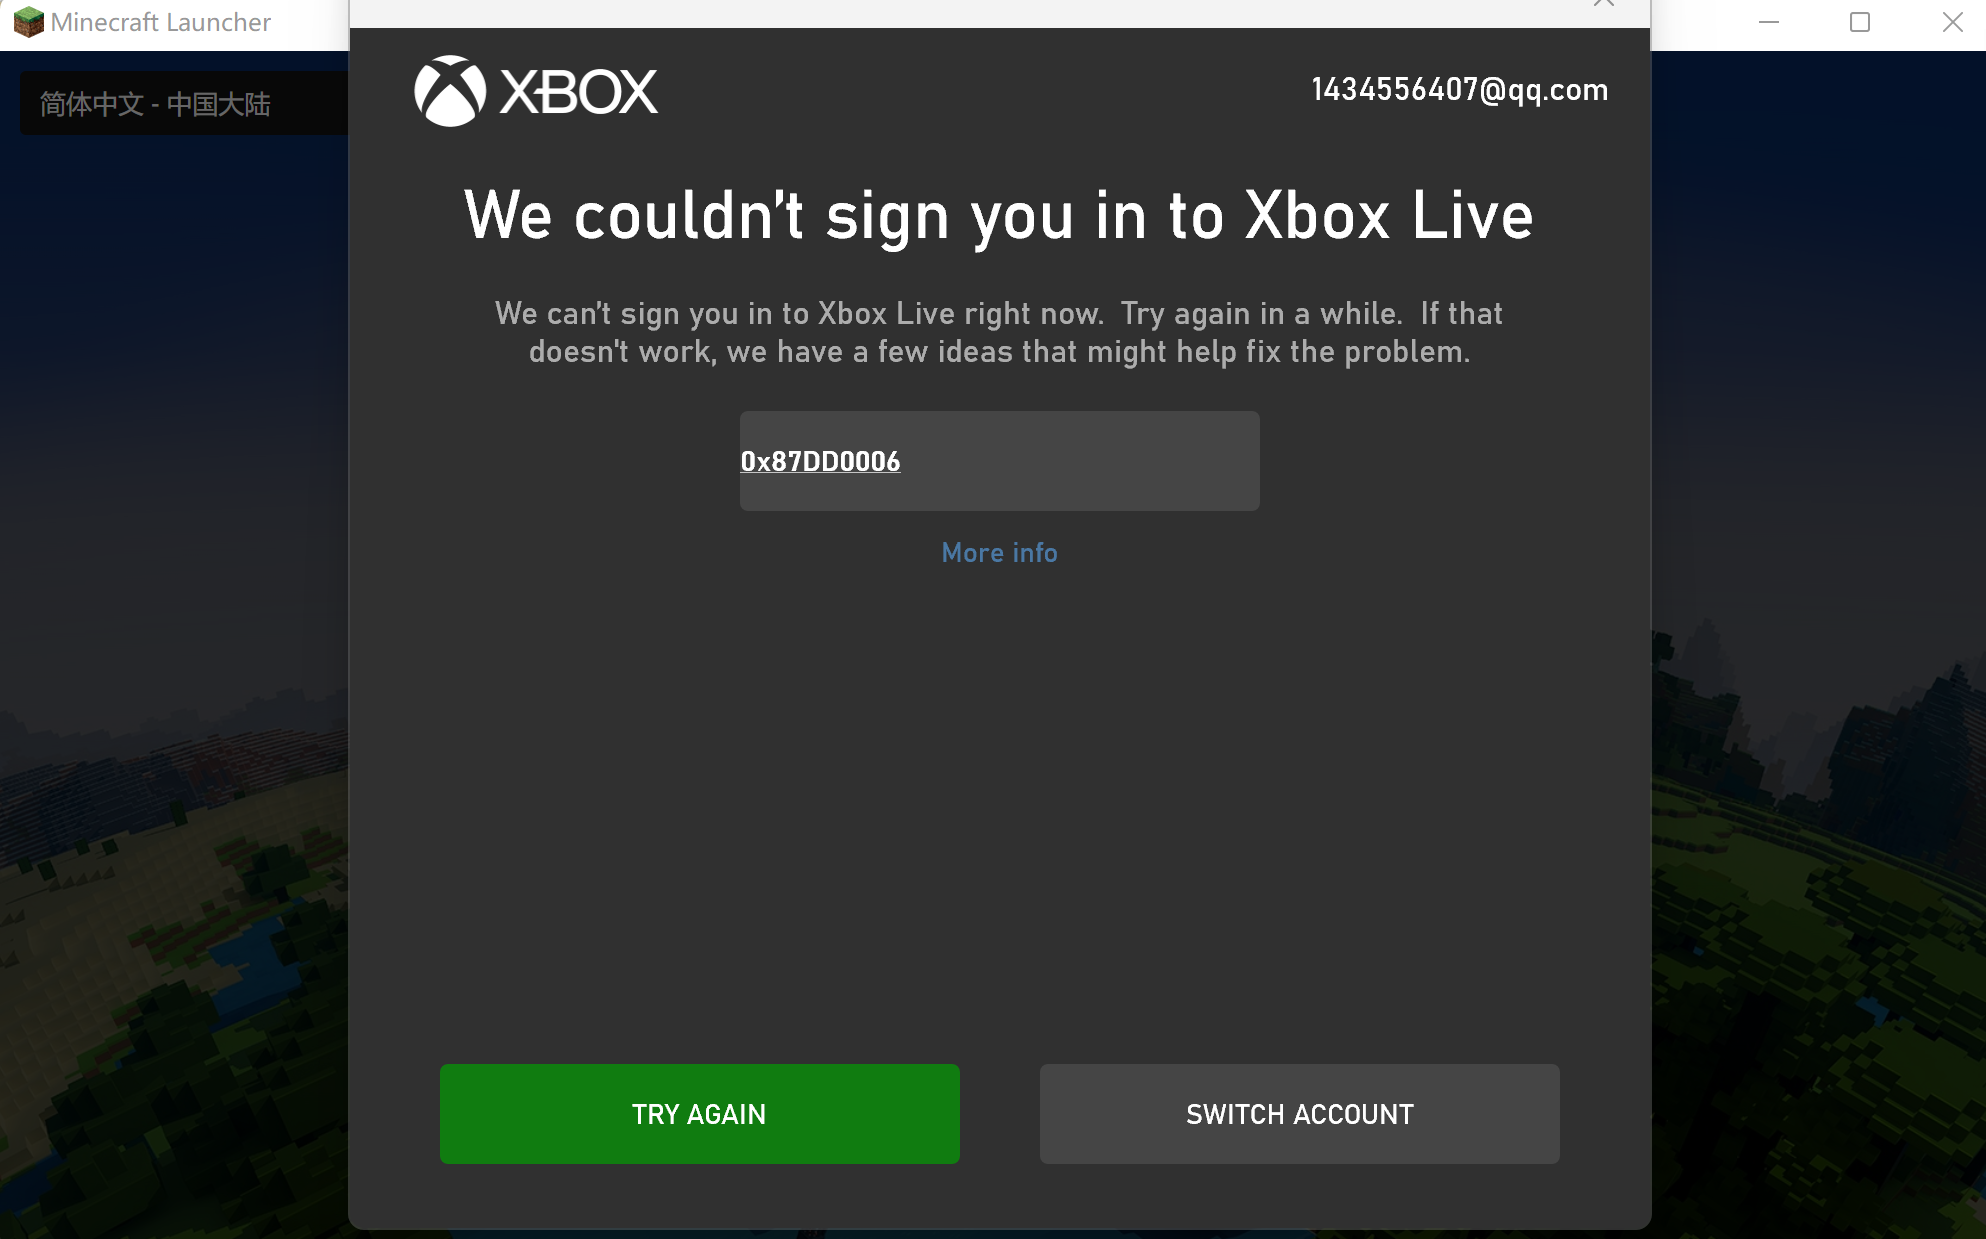 Minecraft Launcher
简体中文 - 中国大陆
XBOX
1434556407@qq.com
We couldn't sign you in to Xbox Live
We can't sign you in to Xbox Live right now.  Try again in a while.  If that
doesn't work, we have a few ideas that might help fix the problem.
0x87DD0006
More info
TRY AGAIN
SWITCH ACCOUNT